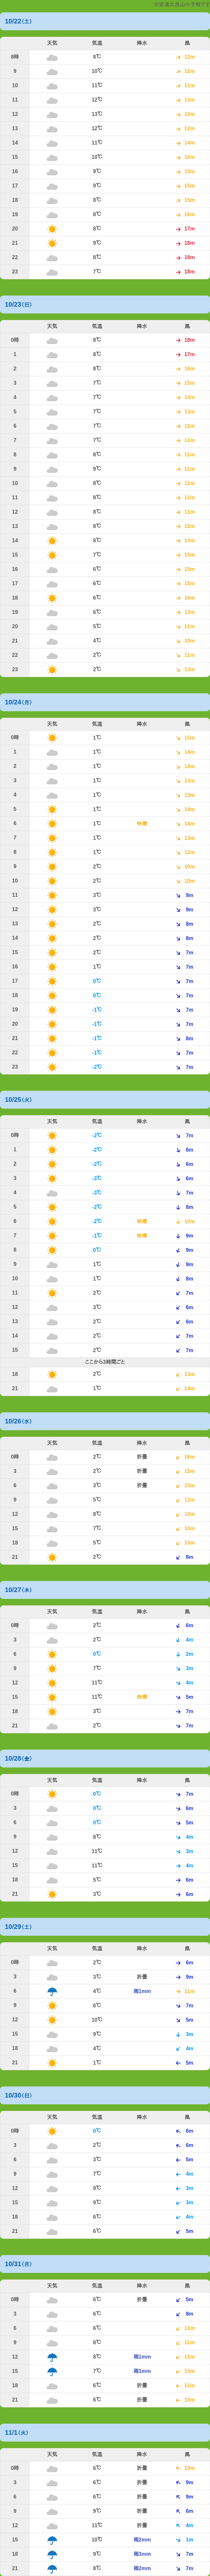 ※安達太良山の予報です
10/22(土)
天気 気温 降水 風
8時 8℃ 12m
9 10℃ 11m
10 11℃ 11m
11 12℃ 11m
12 13℃ 10m
13 12℃ 12m
14 11℃ 14m
15 10℃ 16m
16 9℃ 15m
17 9℃ 15m
18 8℃ 15m
19 8℃ 16m
20 8℃ 17m
21 9℃ 18m
22 8℃ 18m
23 7℃ 18m
10/23(日)
天気 気温 降水 風
0時 8℃ 18m
1 8℃ 17m
2 8℃ 16m
3 7℃ 15m
4 7℃ 14m
5 7℃ 13m
6 7℃ 11m
7 7℃ 11m
8 8℃ 11m
9 9℃ 11m
10 8℃ 11m
11 8℃ 11m
12 8℃ 11m
13 8℃ 12m
14 8℃ 13m
15 7℃ 15m
16 6℃ 15m
17 6℃ 15m
18 6℃ 16m
19 6℃ 13m
20 5℃ 11m
21 4℃ 10m
22 2℃ 11m
23 2℃ 13m
10/24(月)
天気 気温 降水 風
0時 1℃ 15m
1 1℃ 14m
2 1℃ 14m
3 1℃ 13m
4 1℃ 13m
5 1℃ 14m
6 1℃ 快晴 14m
7 1℃ 13m
8 1℃ 12m
9 2℃ 10m
10 2℃ 10m
11 3℃ 9m
12 3℃ 9m
13 2℃ 8m
14 2℃ 8m
15 2℃ 7m
16 1℃ 7m
17 0℃ 7m
18 0℃ 7m
19 -1℃ 7m
20 -1℃ 7m
21 -1℃ 8m
22 -1℃ 7m
23 -2℃ 7m
10/25(火)
天気 気温 降水 風
0時 -2℃ 7m
1 -2℃ 6m
2 -2℃ 6m
3 -3℃ 6m
4 -3℃ 7m
5 -2℃ 8m
6 -2℃ 快晴 10m
7 -1℃ 快晴 9m
8 0℃ 9m
9 1℃ 9m
10 1℃ 8m
11 2℃ 7m
12 3℃ 6m
13 2℃ 6m
14 2℃ 7m
15 2℃ 7m
ここから3時間ごと
18 2℃ 13m
21 1℃ 14m
10/26(水)
天気 気温 降水 風
0時 2℃ 折畳 16m
3 2℃ 折畳 15m
6 3℃ 折畳 15m
9 5℃ 12m
12 8℃ 10m
15 7℃ 10m
18 5℃ 10m
21 2℃ 8m
10/27(木)
天気 気温 降水 風
0時 2℃ 6m
3 2℃ 4m
6 0℃ 2m
9 7℃ 3m
12 11℃ 4m
15 11℃ 快晴 5m
18 3℃ 7m
21 2℃ 7m
10/28(金)
天気 気温 降水 風
0時 0℃ 7m
3 0℃ 6m
6 0℃ 5m
9 8℃ 4m
12 11℃ 3m
15 11℃ 4m
18 5℃ 6m
21 3℃ 6m
10/29(土)
天気 気温 降水 風
0時 2℃ 6m
3 3℃ 折畳 9m
6 4℃ 雨1mm 11m
9 6℃ 7m
12 10℃ 5m
15 9℃ 3m
18 4℃ 4m
21 1℃ 5m
10/30(日)
天気 気温 降水 風
0時 0℃ 6m
3 2℃ 6m
6 3℃ 5m
9 7℃ 4m
12 9℃ 3m
15 9℃ 3m
18 6℃ 4m
21 6℃ 5m
10/31(月)
天気 気温 降水 風
0時 6℃ 折畳 5m
3 6℃ 8m
6 6℃ 11m
9 8℃ 11m
12 8℃ 雨1mm 11m
15 7℃ 雨1mm 10m
18 6℃ 折畳 11m
21 6℃ 折畳 10m
11/1(火)
天気 気温 降水 風
0時 6℃ 折畳 10m
3 6℃ 折畳 9m
6 6℃ 折畳 9m
9 9℃ 折畳 6m
12 11℃ 折畳 4m
15 10℃ 雨2mm 1m
18 9℃ 雨3mm 7m
21 8℃ 雨2mm 7m